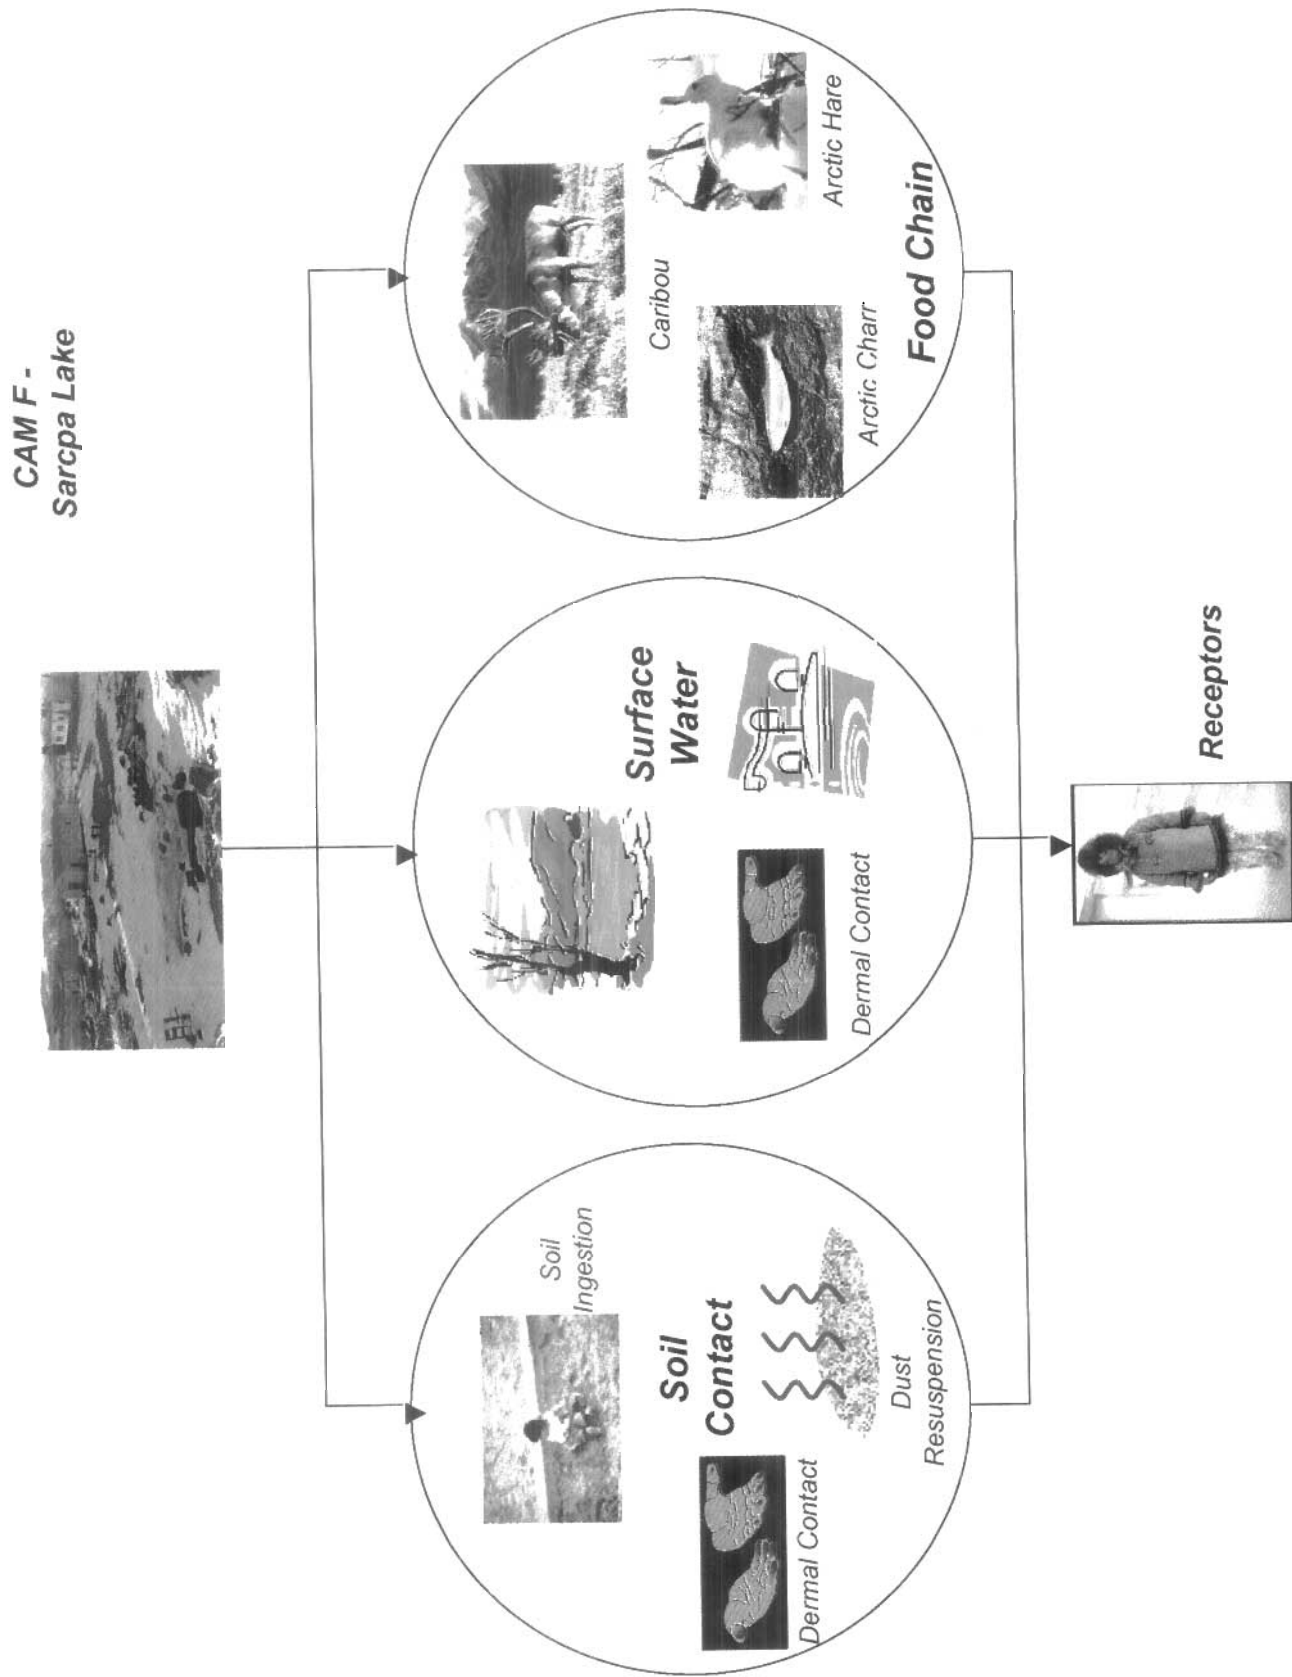 CAM F -
Sarcpa Lake
Soil
Ingestion
Soil
Contact
Dermal Contact
Dust
Resuspension
Surface
Water
Dermal Contact
Caribou
Arctic Hare
Arctic Charr
Food Chain
Receptors